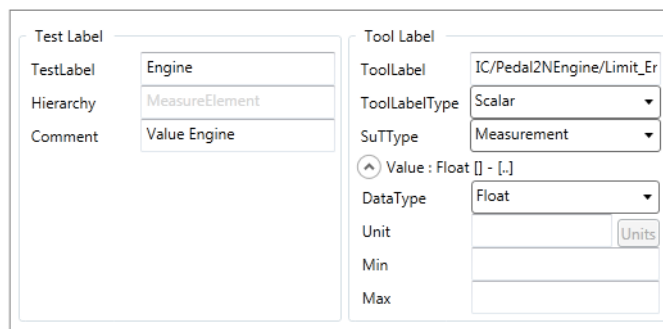 Test Label
TestLabel Engine
Hierarchy MeasureElement
Comment Value Engine
Tool Label
ToolLabel IC/Pedal2NEngine/Limit_Er
ToolLabelType Scalar
SuTType Measurement
Value : Float [] - [..]
DataType Float
Unit Units
Min
Max